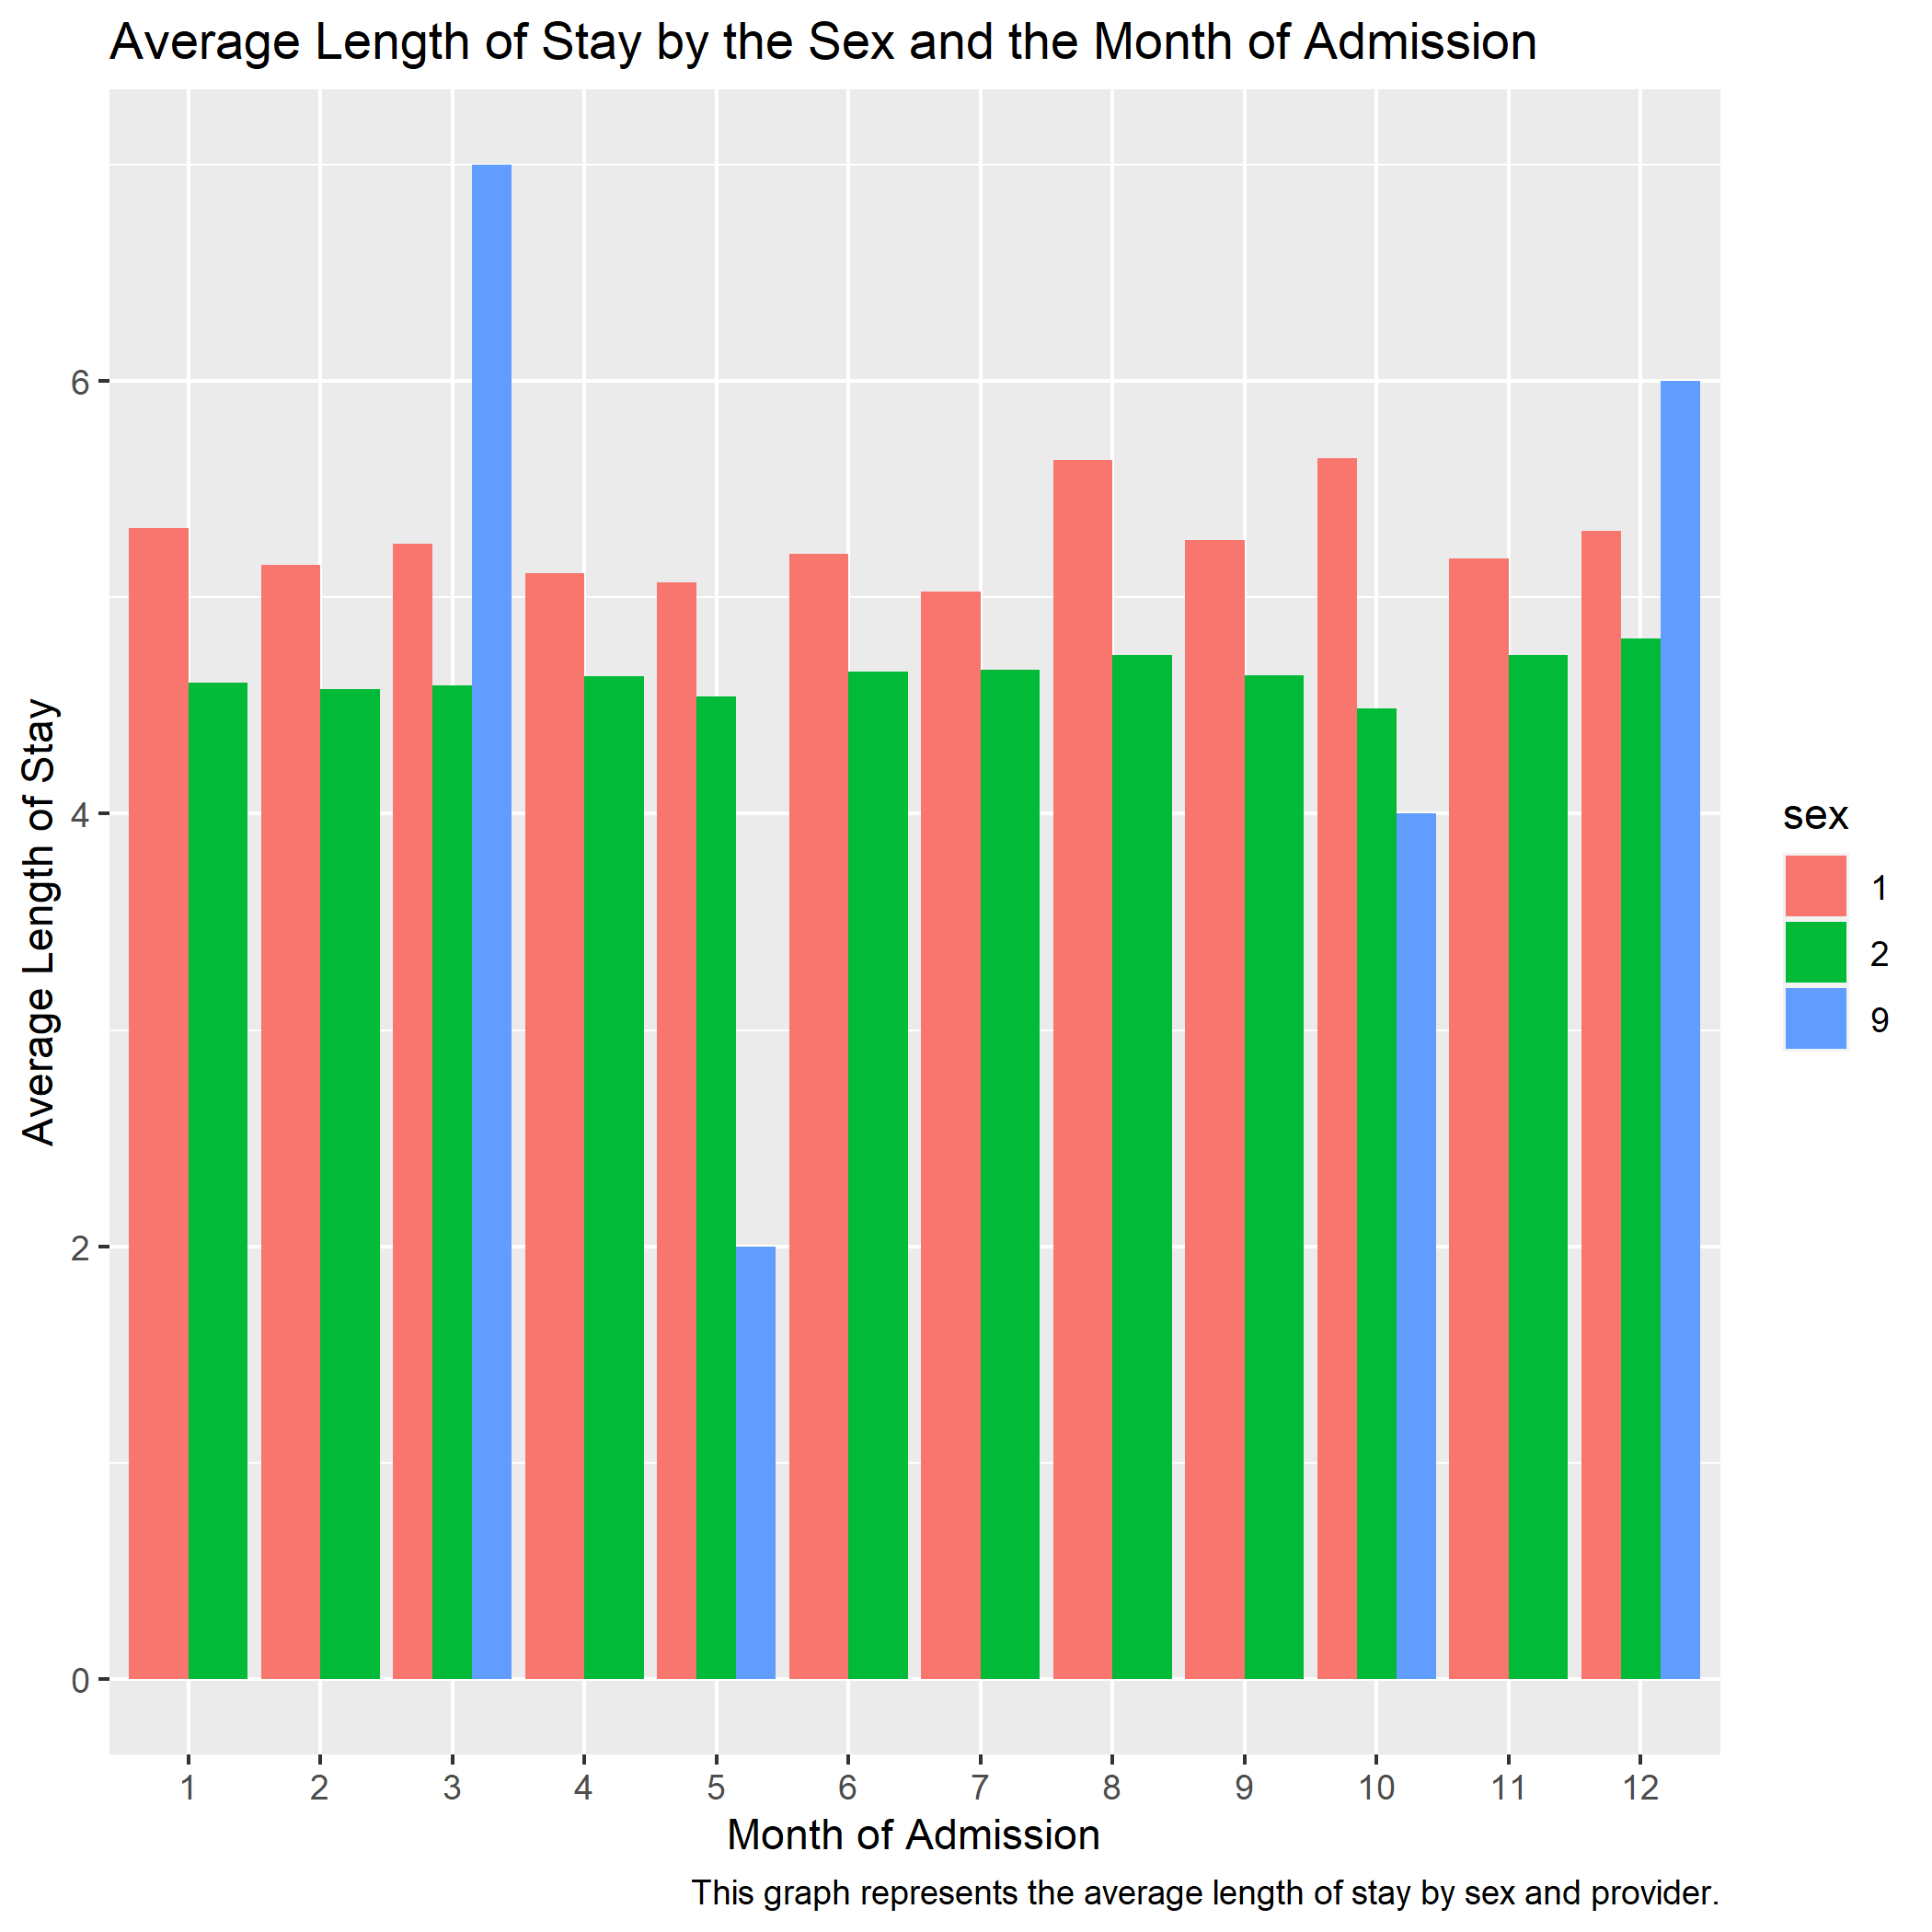 Average Length of Stay by the Sex and the Month of Admission
Average Length of Stay
6
4
2
0
1 2 3 4 5 6 7 8 9 10 11 12
Month of Admission
This graph represents the average length of stay by sex and provider.
sex
1
2
9